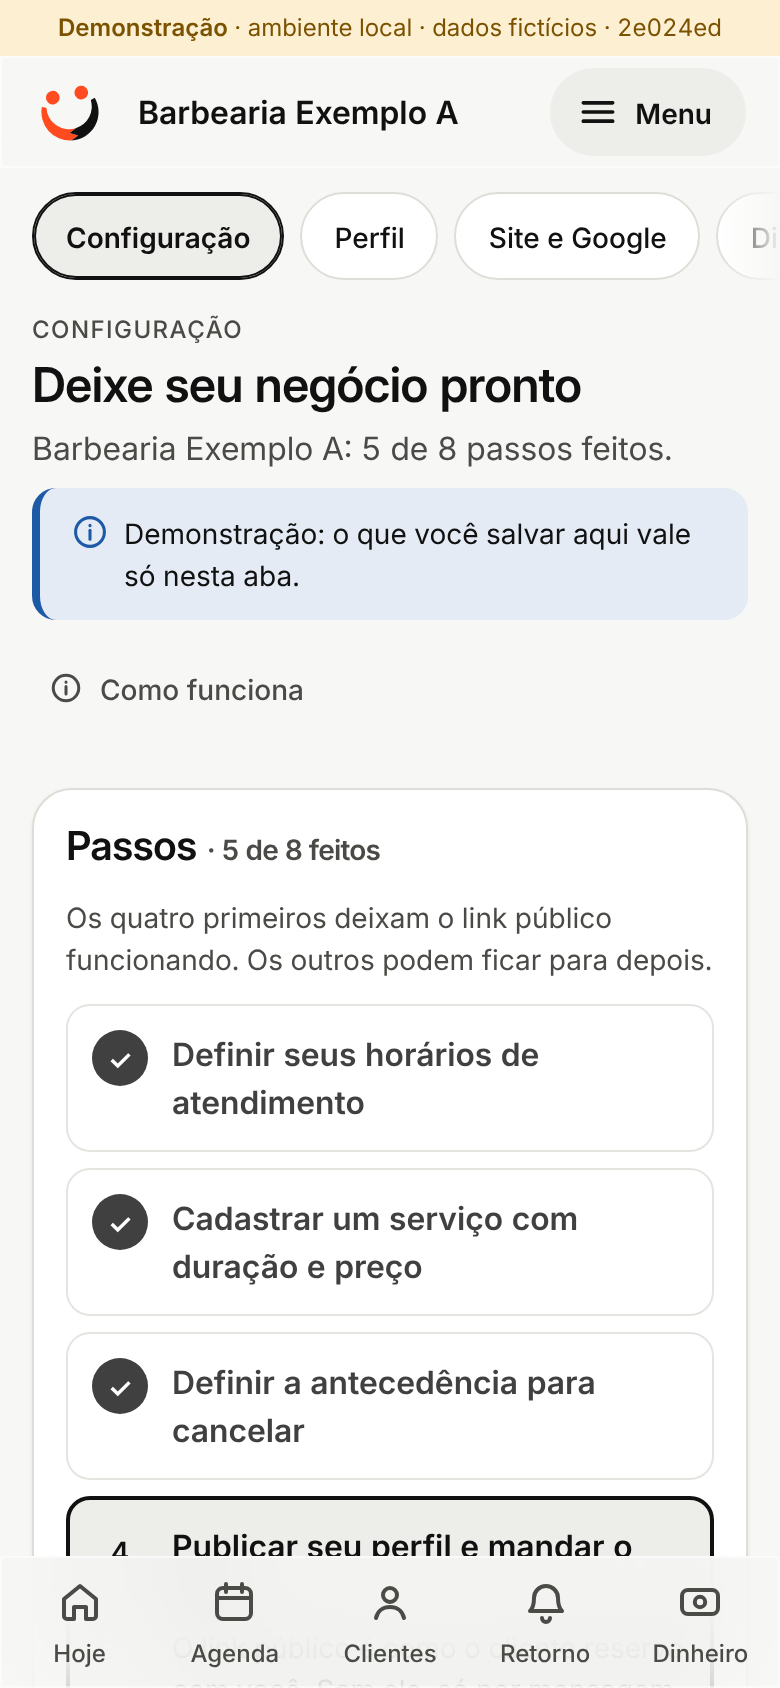 Demonstração · ambiente local · dados fictícios · 2e024ed
Barbearia Exemplo A
Menu
Configuração
Perfil
Site e Google
Di
CONFIGURAÇÃO
Deixe seu negócio pronto
Barbearia Exemplo A: 5 de 8 passos feitos.
Demonstração: o que você salvar aqui vale
só nesta aba.
Como funciona
Passos · 5 de 8 feitos
Os quatro primeiros deixam o link público
funcionando. Os outros podem ficar para depois.
Definir seus horários de
atendimento
Cadastrar um serviço com
duração e preço
Definir a antecedência para
cancelar
4
Publicar seu perfil e mandar o
Hoje
Agenda
Clientes
Retorno
Dinheiro